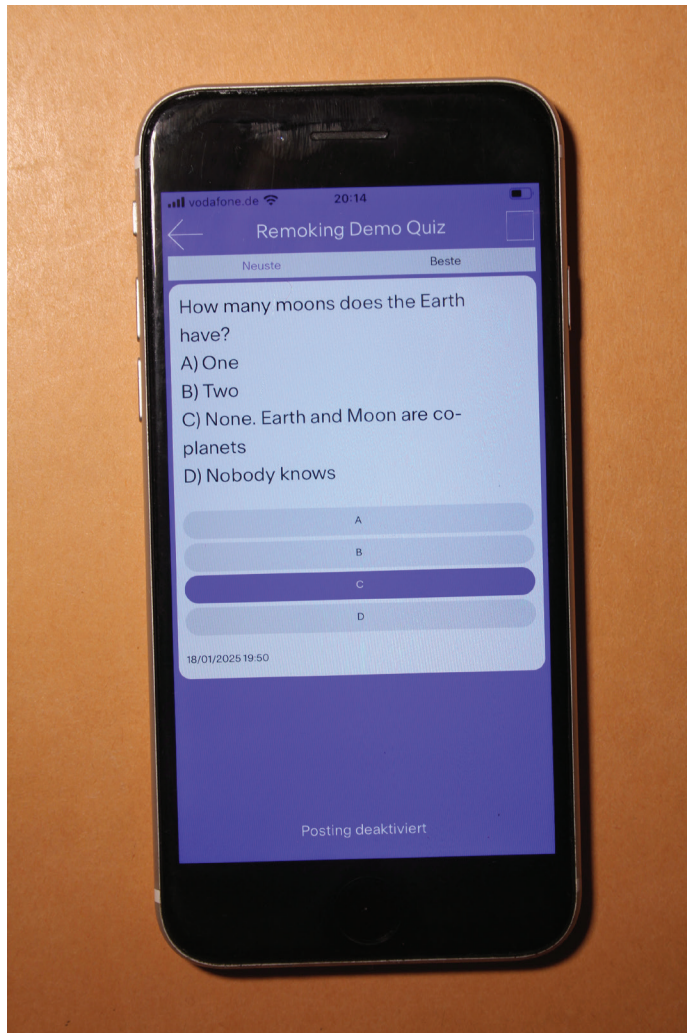 vodafone.de 20:14
Remoking Demo Quiz
Neuste Beste
How many moons does the Earth
have?
A) One
B) Two
C) None. Earth and Moon are co-
planets
D) Nobody knows
A
B
C
D
18/01/2025 19:50
Posting deaktiviert